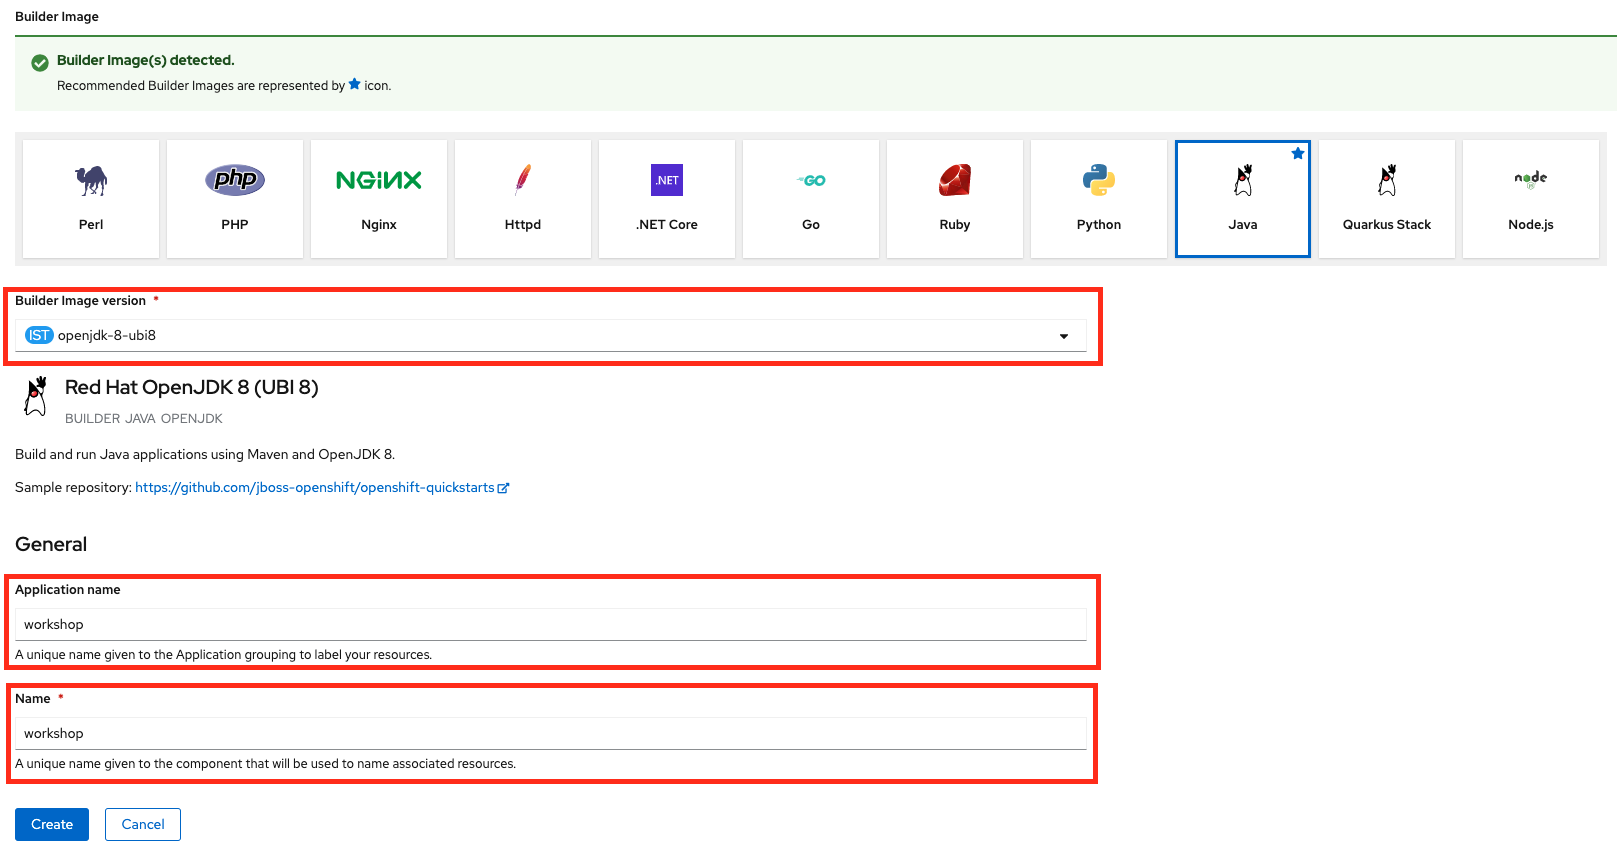 Builder Image
Builder Image(s) detected.
Recommended Builder Images are represented by icon.
php
NGINX
.NET
GO
node
JS
Perl
PHP
Nginx
Httpd
.NET Core
Go
Ruby
Python
Java
Quarkus Stack
Node.js
Builder Image version *
IST openjdk-8-ubi8
Red Hat OpenJDK 8 (UBI 8)
BUILDER JAVA OPENJDK
Build and run Java applications using Maven and OpenJDK 8.
Sample repository: https://github.com/jboss-openshift/openshift-quickstarts
General
Application name
workshop
A unique name given to the Application grouping to label your resources.
Name *
workshop
A unique name given to the component that will be used to name associated resources.
Create
Cancel